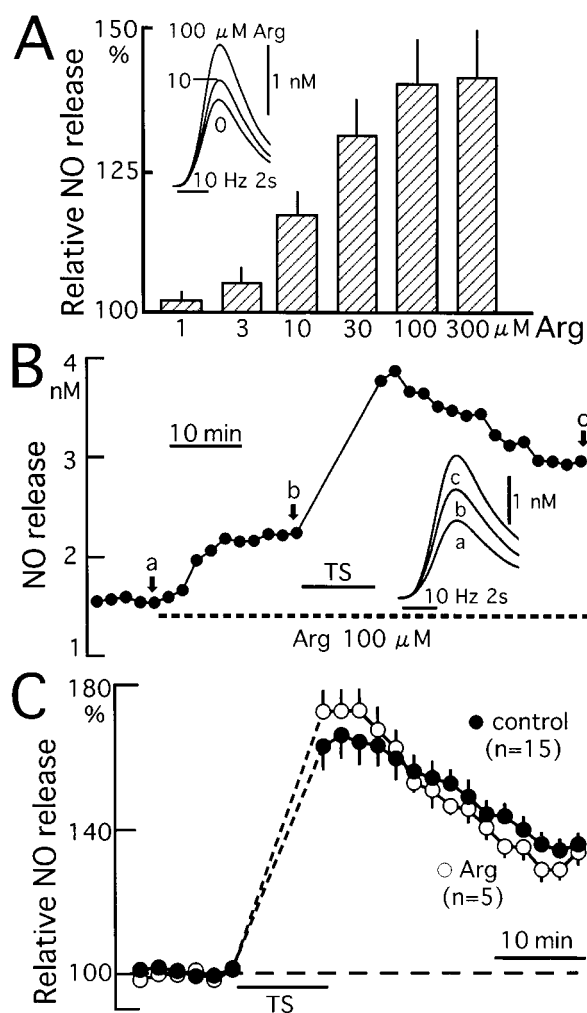 A
150
%
125
100
Relative NO release
100 μM Arg
10
0
1 nM
10 Hz 2s
1 3 10 30 100 300 μM Arg
B
4
nM
3
2
1
NO release
10 min
a
b
c
TS
c
b
a
1 nM
10 Hz 2s
Arg 100 μM
C
180
%
140
100
Relative NO release
control
(n=15)
Arg
(n=5)
10 min
TS